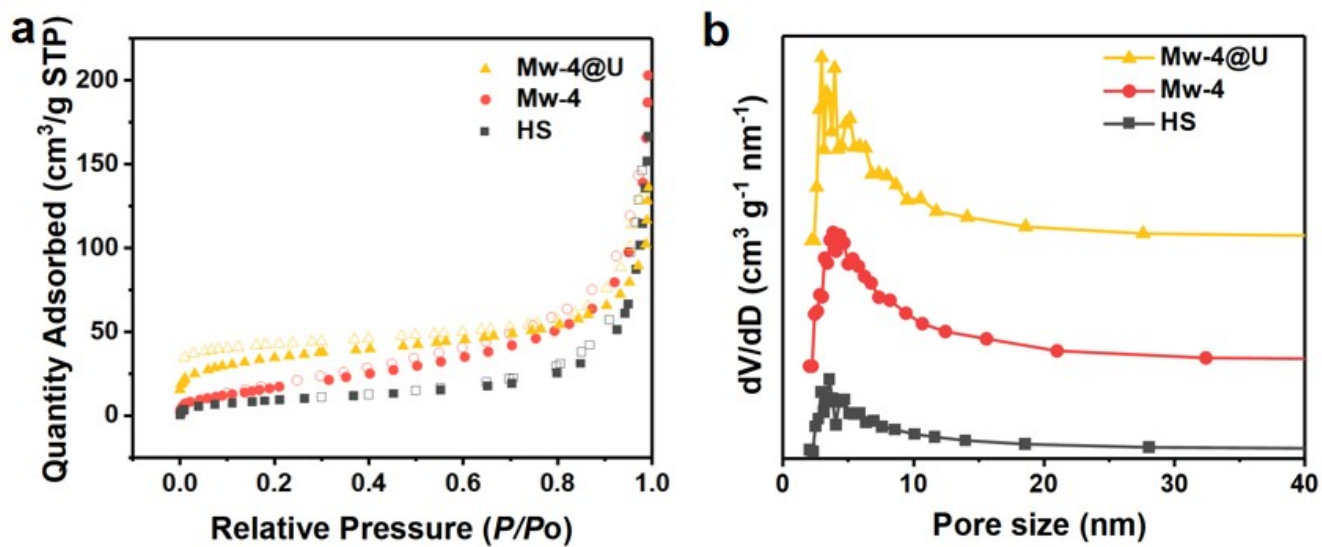 a
Quantity Adsorbed (cm³/g STP)
200
150
100
50
0
0.0 0.2 0.4 0.6 0.8 1.0
Relative Pressure (P/Po)
Mw-4@U
Mw-4
HS
b
dV/dD (cm³ g⁻¹ nm⁻¹)
Mw-4@U
Mw-4
HS
0 10 20 30 40
Pore size (nm)